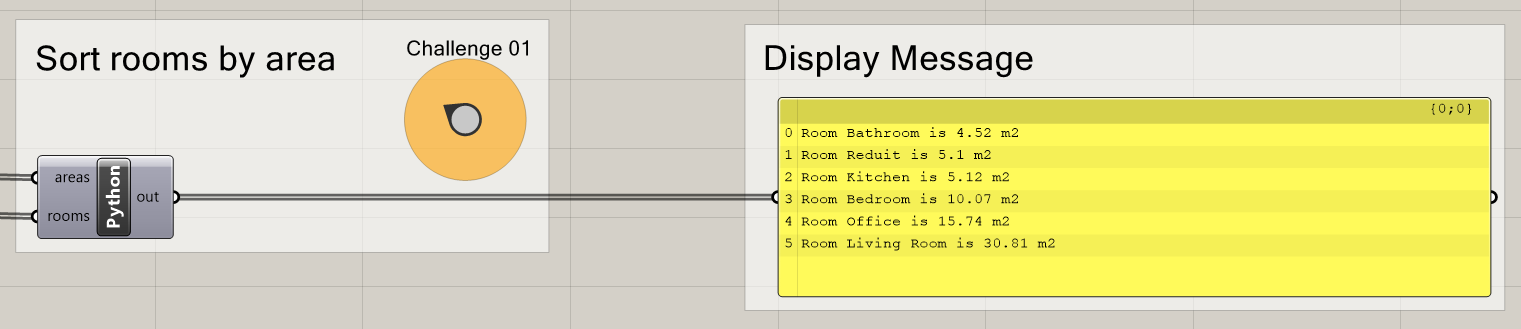 Sort rooms by area
Challenge 01
areas
rooms
Python
out
Display Message
{0;0}
0 Room Bathroom is 4.52 m2
1 Room Reduit is 5.1 m2
2 Room Kitchen is 5.12 m2
3 Room Bedroom is 10.07 m2
4 Room Office is 15.74 m2
5 Room Living Room is 30.81 m2